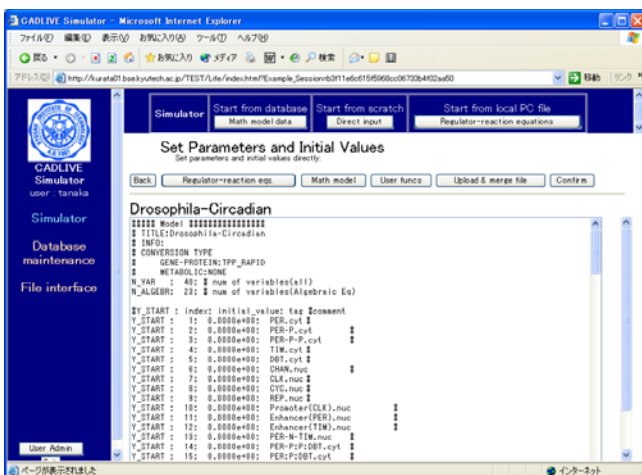 GADLIVE Simulator - Microsoft Internet Explorer
ファイル(F) 編集(E) 表示(V) お気に入り(A) ツール(T) ヘルプ(H)
戻る お気に入り メディア 検索
アドレス(D) http://kurata01.bse.kyutech.ac.jp/TEST/Life/index.html?Example_Session= 移動 リンク
Simulator
Start from database
Math model data
Start from scratch
Direct input
Start from local PC file
Regulator-reaction equations
CADLIVE
Simulator
user : tanaka
Simulator
Database
maintenance
File interface
User Admin
Set Parameters and Initial Values
Set parameters and initial values directly.
Back Regulator-reaction eqs. Math model User funcs Upload & merge file Confirm
Drosophila-Circadian
##### Model ################
# TITLE:Drosophila-Circadian
# INFO:
# CONVERSION TYPE
# GENE-PROTEIN:TPP_RAPID
# METABOLIC:NONE
N_VAR : 40; # num of variables(all)
N_ALGEBR: 23; # num of variables(Algebraic Eq)
#Y_START : index: initial_value: tag #comment
Y_START : 1: 0.0000e+00: PER.cyt #
Y_START : 2: 0.0000e+00: PER-P.cyt #
Y_START : 3: 0.0000e+00: PER-P-P.cyt #
Y_START : 4: 0.0000e+00: TIM.cyt #
Y_START : 5: 0.0000e+00: DBT.cyt #
Y_START : 6: 0.0000e+00: CHAN.nuc #
Y_START : 7: 0.0000e+00: CLK.nuc #
Y_START : 8: 0.0000e+00: CYC.nuc #
Y_START : 9: 0.0000e+00: REP.nuc #
Y_START : 10: 0.0000e+00: Promoter(CLK).nuc #
Y_START : 11: 0.0000e+00: Enhancer(PER).nuc #
Y_START : 12: 0.0000e+00: Enhancer(TIM).nuc #
Y_START : 13: 0.0000e+00: PER-N-TIM.nuc #
Y_START : 14: 0.0000e+00: PER-P:P:DBT.cyt #
Y_START : 15: 0.0000e+00: PER:P:DBT.cyt #
ページが表示されました インターネット